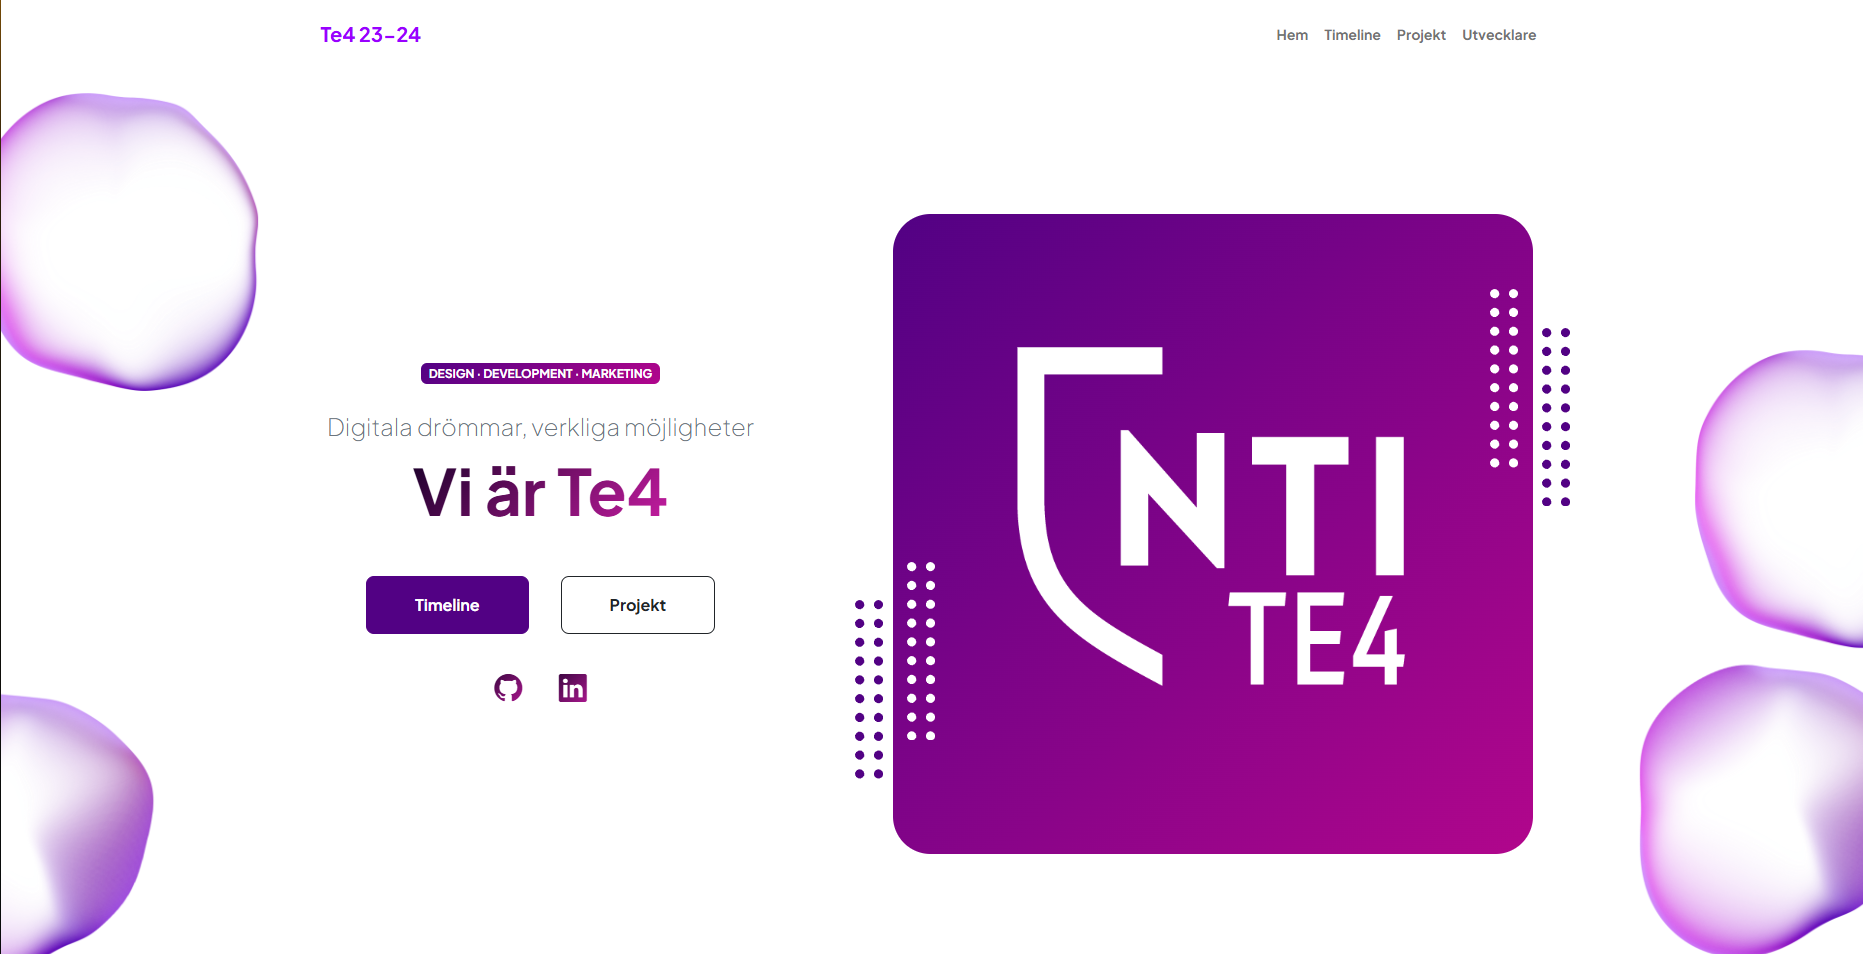 Te4 23-24
Hem Timeline Projekt Utvecklare
DESIGN · DEVELOPMENT · MARKETING
Digitala drömmar, verkliga möjligheter
Vi är Te4
Timeline
Projekt
in
NTI
TE4